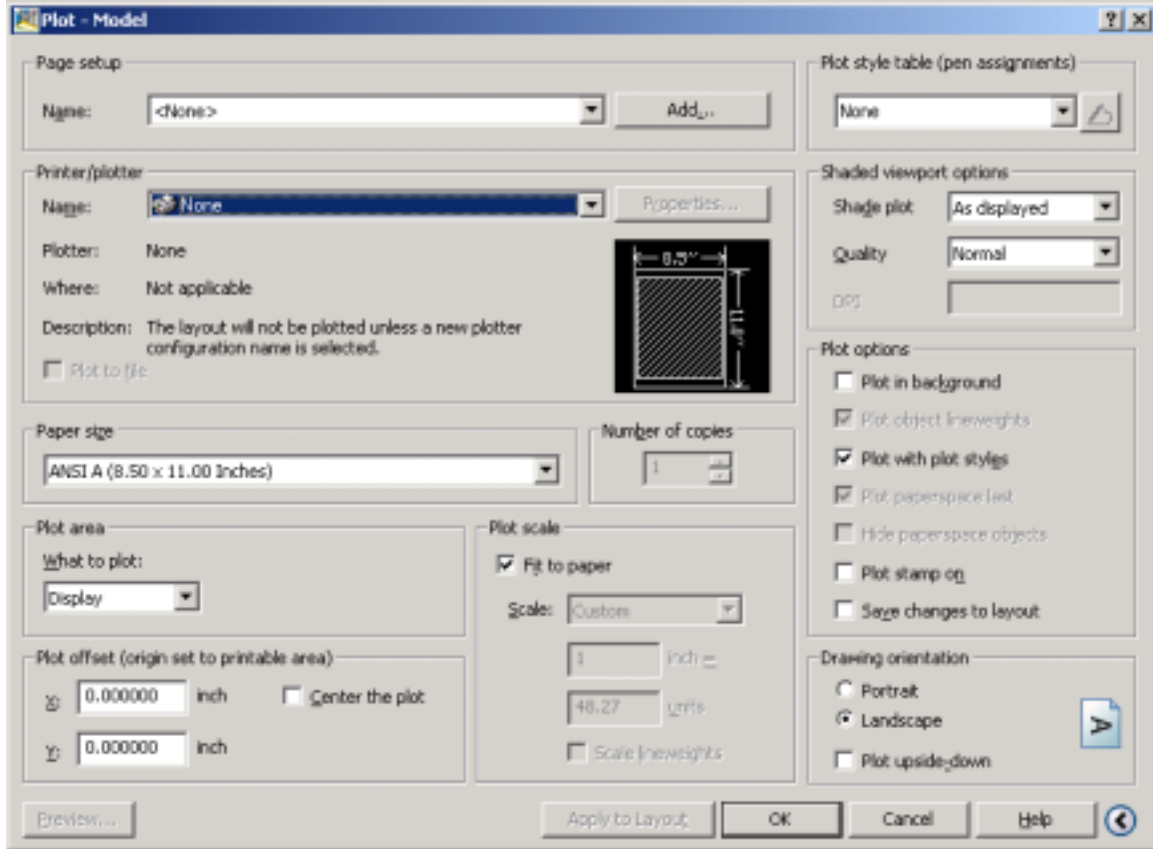 Plot - Model
Page setup
Name: <None> Add...
Plot style table (pen assignments)
None
Printer/plotter
Name: None Properties...
Plotter: None
Where: Not applicable
Description: The layout will not be plotted unless a new plotter
configuration name is selected.
Plot to file
8.5"
11.0"
Shaded viewport options
Shade plot As displayed
Quality Normal
DPI
Paper size
ANSI A (8.50 x 11.00 Inches)
Number of copies
1
Plot options
Plot in background
Plot object lineweights
Plot with plot styles
Plot paperspace last
Hide paperspace objects
Plot stamp on
Save changes to layout
Plot area
What to plot:
Display
Plot scale
Fit to paper
Scale: Custom
1 inch =
48.27 units
Scale lineweights
Plot offset (origin set to printable area)
X: 0.000000 inch Center the plot
Y: 0.000000 inch
Drawing orientation
Portrait
Landscape
A
Plot upside-down
Preview... Apply to Layout OK Cancel Help